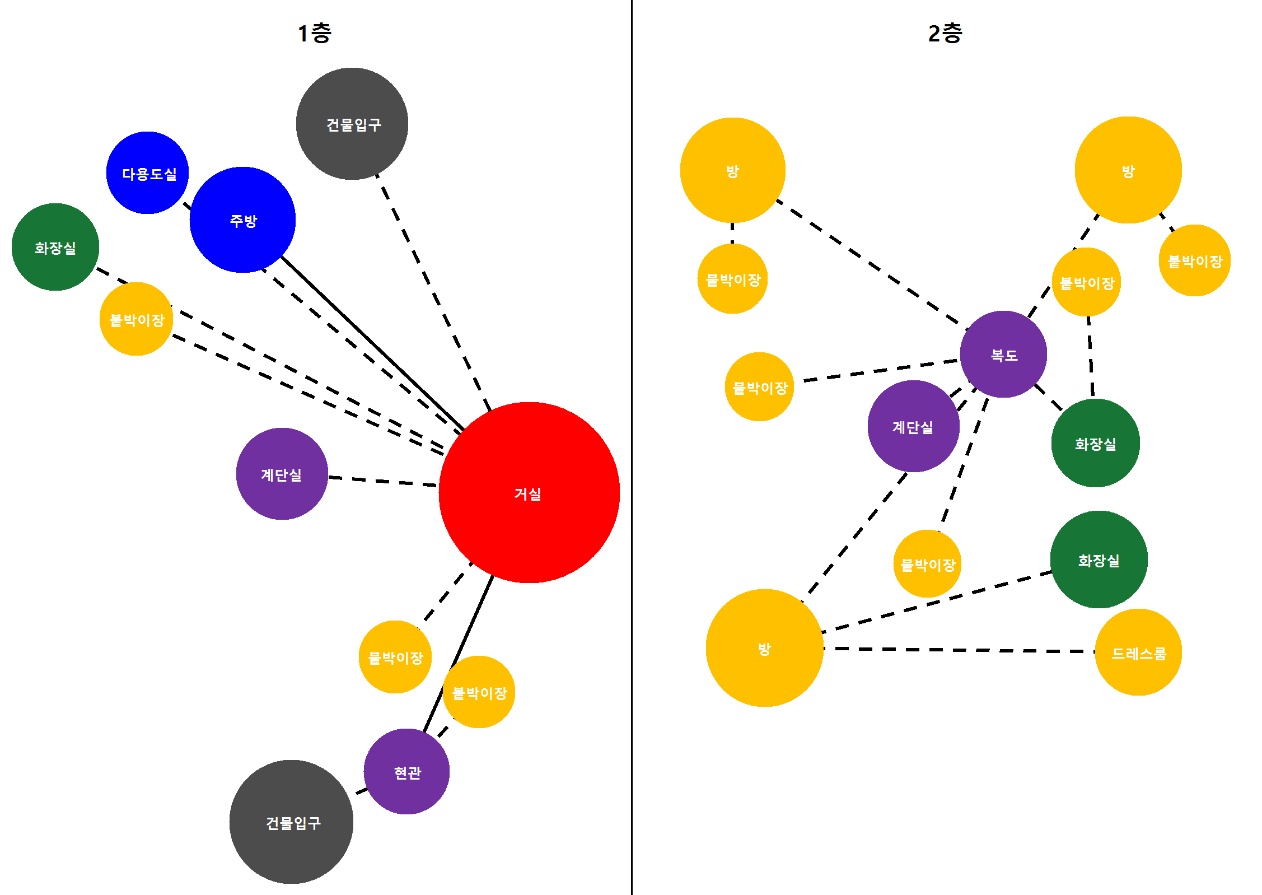 1층
건물입구
다용도실
주방
화장실
붙박이장
계단실
거실
붙박이장
붙박이장
현관
건물입구
2층
방
방
붙박이장
붙박이장
붙박이장
복도
붙박이장
계단실
화장실
붙박이장
화장실
방
드레스룸